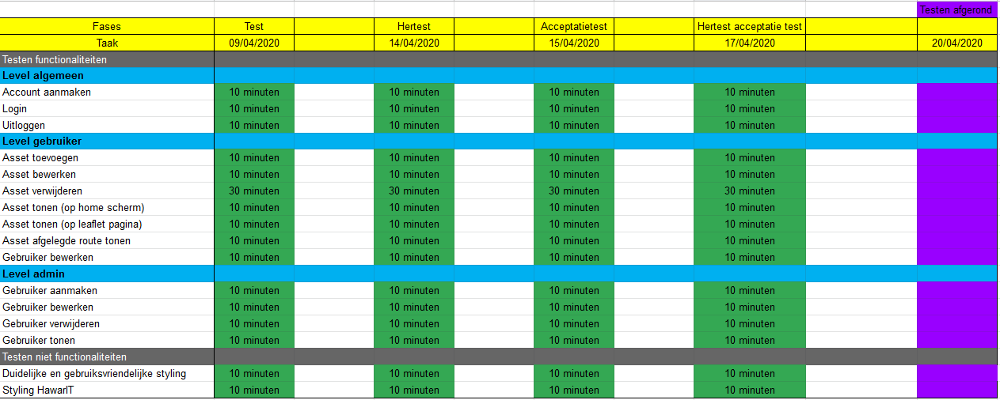 Testen afgerond
Fases Test Hertest Acceptatietest Hertest acceptatie test
Taak 09/04/2020 14/04/2020 15/04/2020 17/04/2020 20/04/2020
Testen functionaliteiten
Level algemeen
Account aanmaken 10 minuten 10 minuten 10 minuten 10 minuten
Login 10 minuten 10 minuten 10 minuten 10 minuten
Uitloggen 10 minuten 10 minuten 10 minuten 10 minuten
Level gebruiker
Asset toevoegen 10 minuten 10 minuten 10 minuten 10 minuten
Asset bewerken 10 minuten 10 minuten 10 minuten 10 minuten
Asset verwijderen 30 minuten 30 minuten 30 minuten 30 minuten
Asset tonen (op home scherm) 10 minuten 10 minuten 10 minuten 10 minuten
Asset tonen (op leaflet pagina) 10 minuten 10 minuten 10 minuten 10 minuten
Asset afgelegde route tonen 10 minuten 10 minuten 10 minuten 10 minuten
Gebruiker bewerken 10 minuten 10 minuten 10 minuten 10 minuten
Level admin
Gebruiker aanmaken 10 minuten 10 minuten 10 minuten 10 minuten
Gebruiker bewerken 10 minuten 10 minuten 10 minuten 10 minuten
Gebruiker verwijderen 10 minuten 10 minuten 10 minuten 10 minuten
Gebruiker tonen 10 minuten 10 minuten 10 minuten 10 minuten
Testen niet functionaliteiten
Duidelijke en gebruiksvriendelijke styling 10 minuten 10 minuten 10 minuten 10 minuten
Styling HawarIT 10 minuten 10 minuten 10 minuten 10 minuten